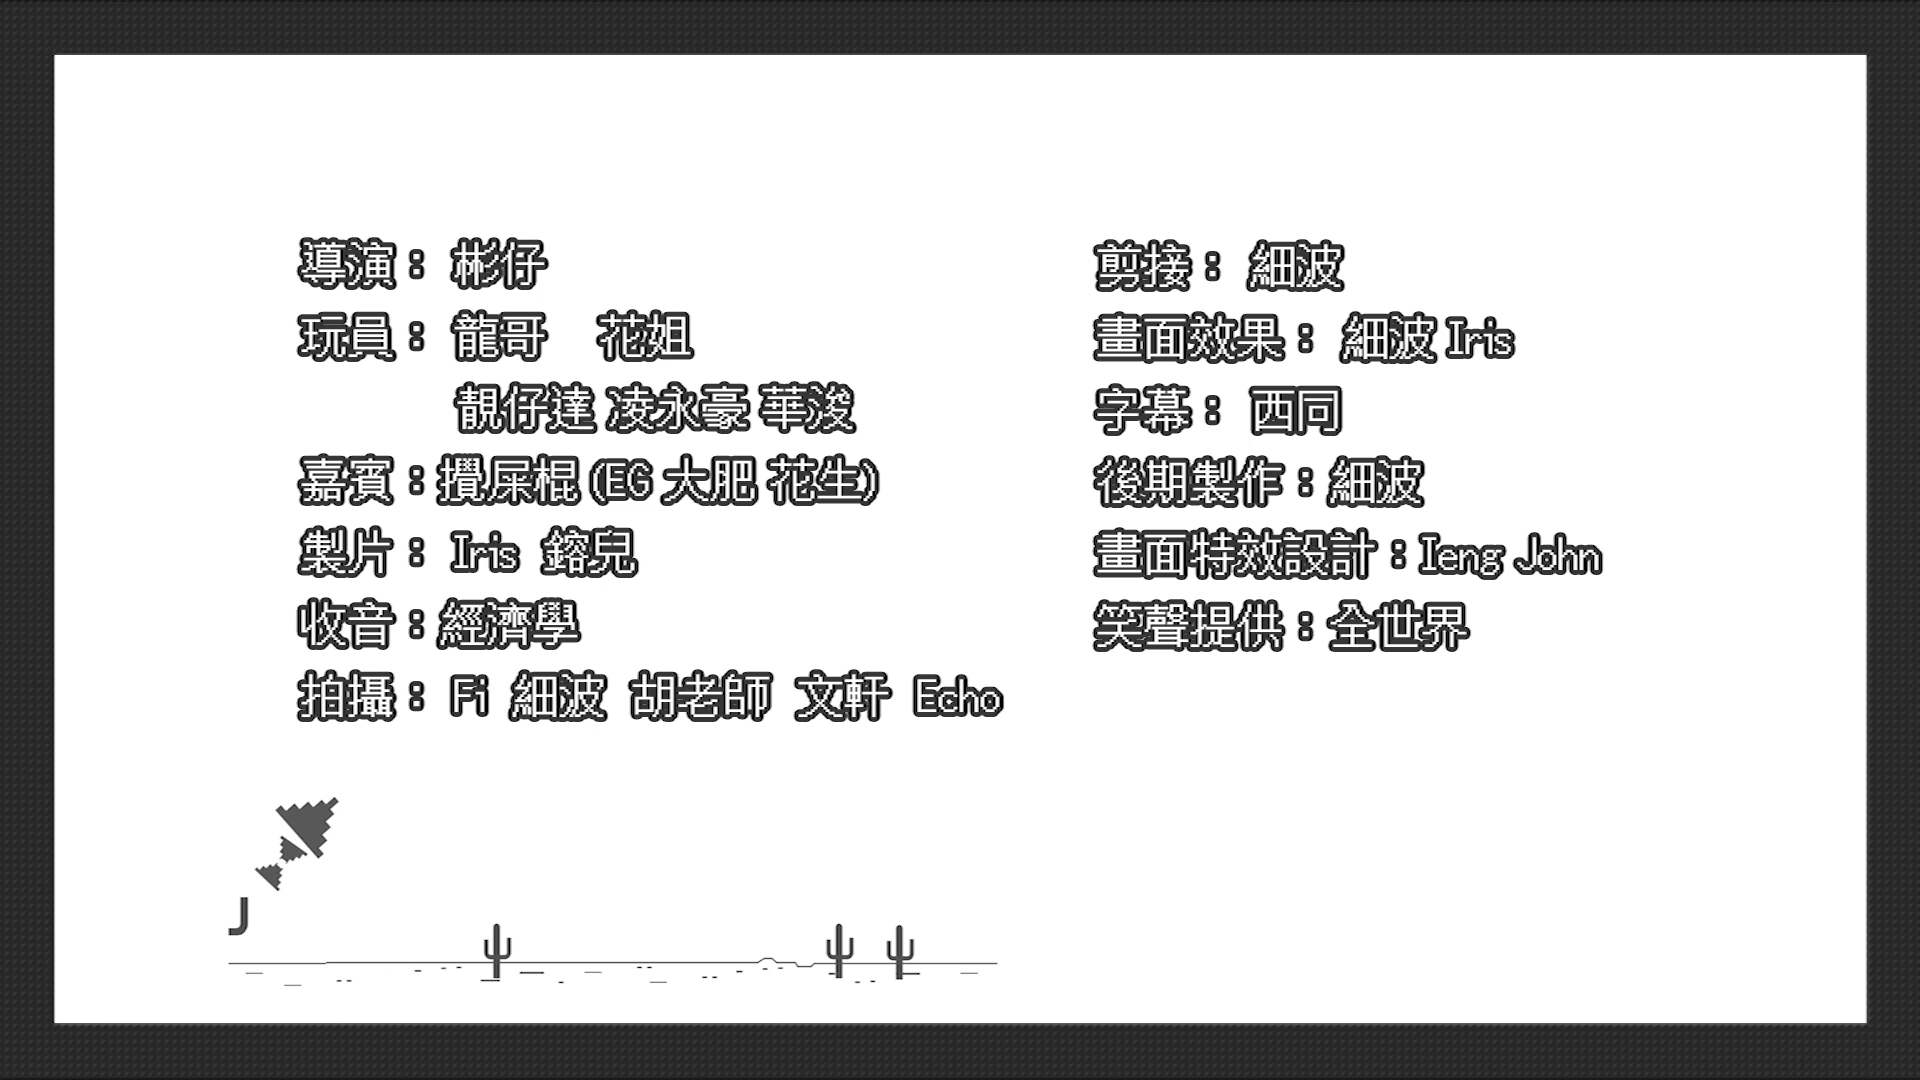 導演： 彬仔
玩員： 龍哥 花姐
靚仔達 凌永豪 華浚
嘉賓：攪屎棍 (EG 大肥 花生)
製片： Iris 鎔兒
收音：經濟學
拍攝： Fi 細波 胡老師 文軒 Echo
剪接： 細波
畫面效果： 細波 Iris
字幕： 西同
後期製作：細波
畫面特效設計：Ieng John
笑聲提供：全世界
J